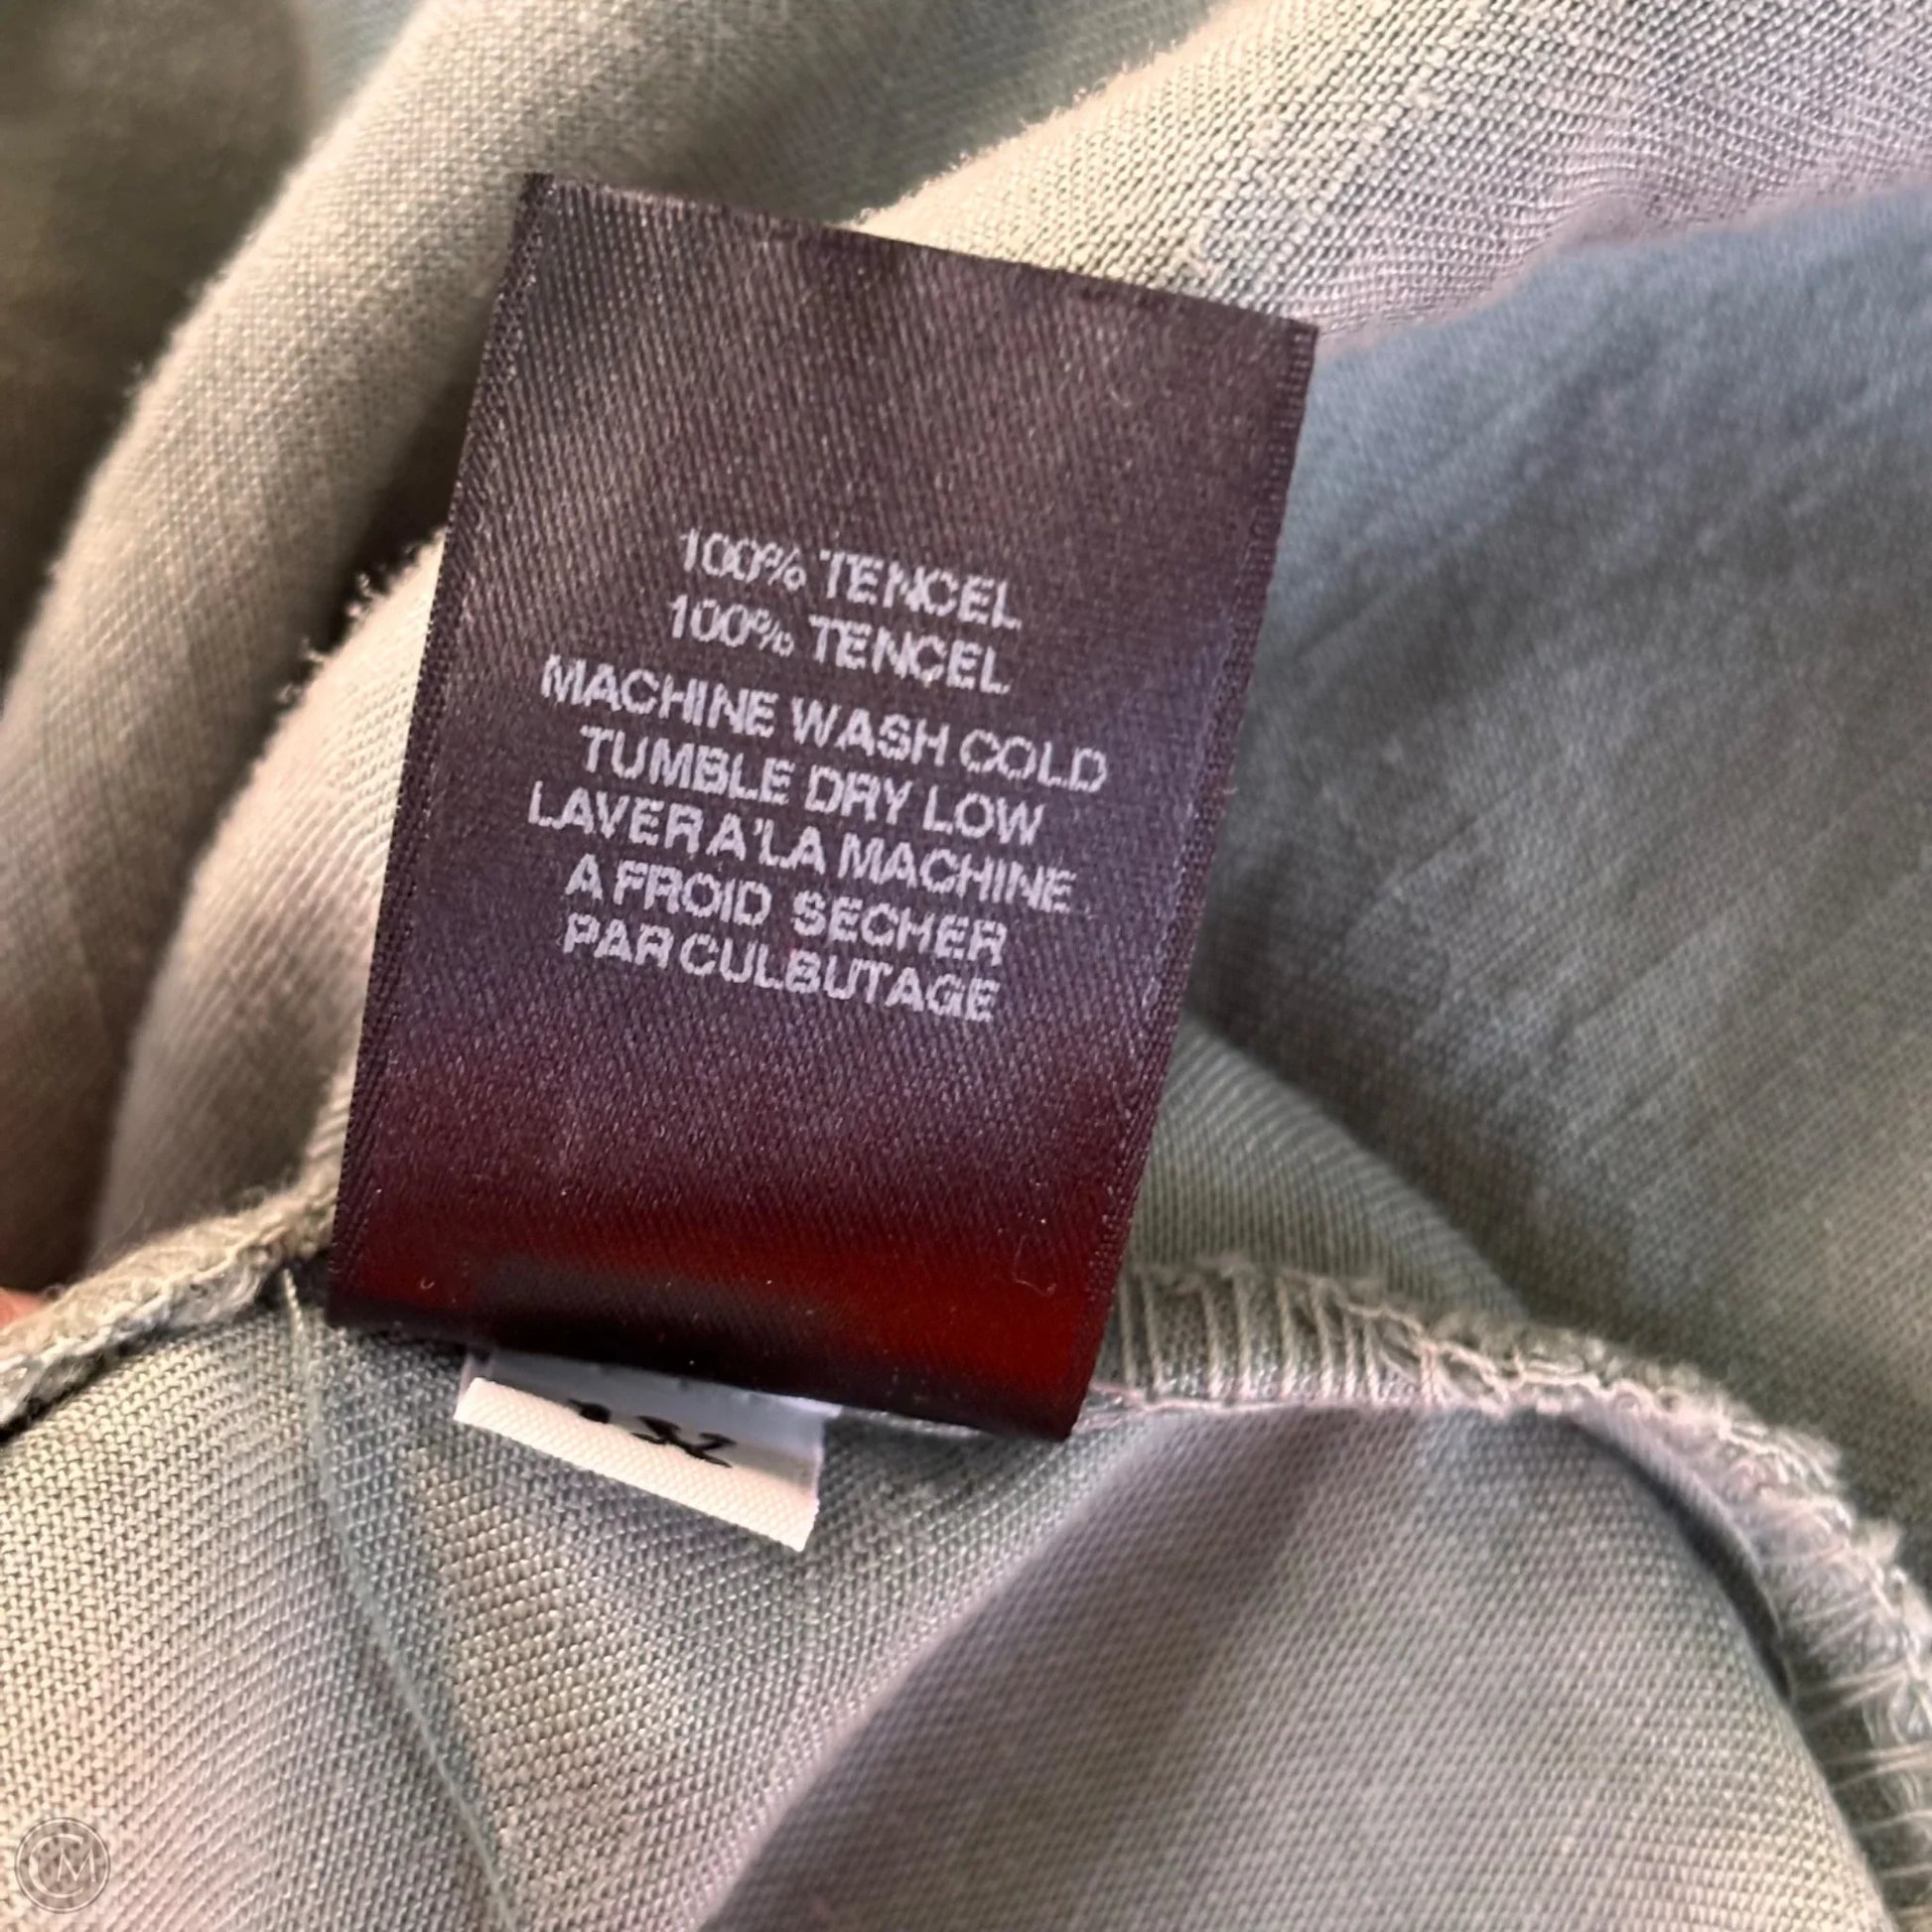 100% TENCEL
100% TENCEL
MACHINE WASH COLD
TUMBLE DRY LOW
LAVER A'LA MACHINE
A FROID SECHER
PAR CULBUTAGE